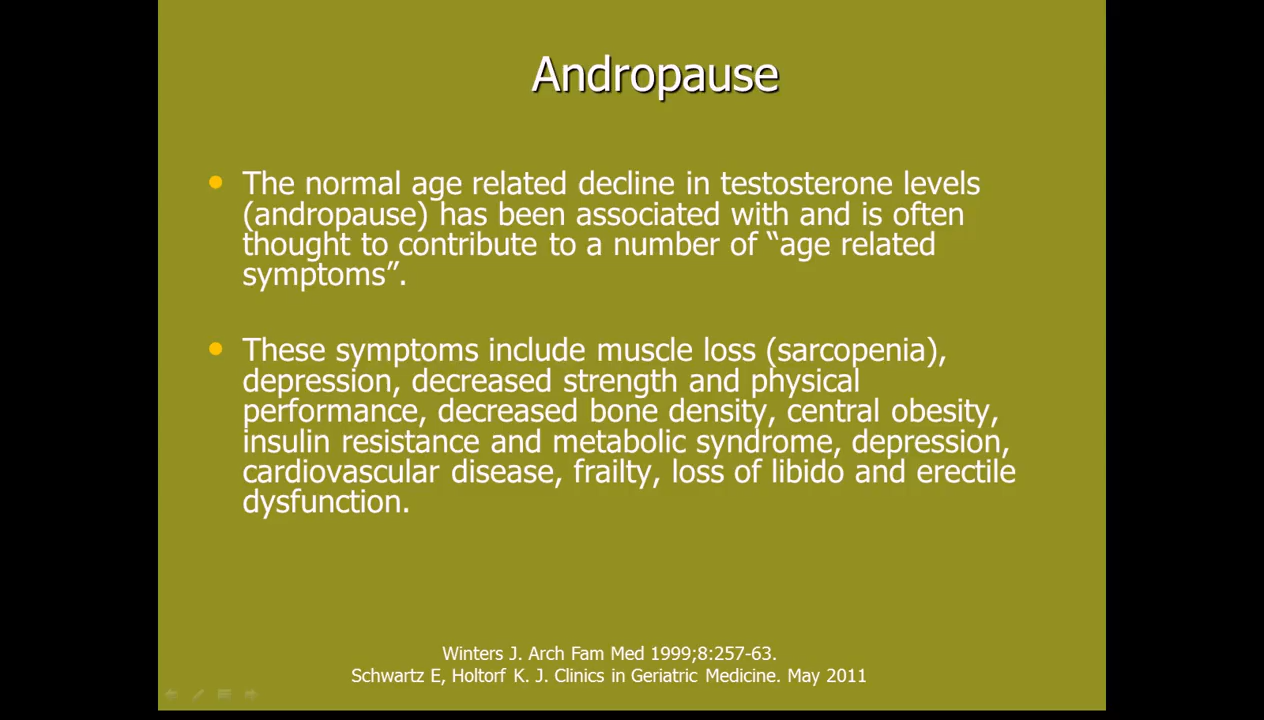 Andropause
The normal age related decline in testosterone levels
(andropause) has been associated with and is often
thought to contribute to a number of “age related
symptoms”.
These symptoms include muscle loss (sarcopenia),
depression, decreased strength and physical
performance, decreased bone density, central obesity,
insulin resistance and metabolic syndrome, depression,
cardiovascular disease, frailty, loss of libido and erectile
dysfunction.
Winters J. Arch Fam Med 1999;8:257-63.
Schwartz E, Holtorf K. J. Clinics in Geriatric Medicine. May 2011